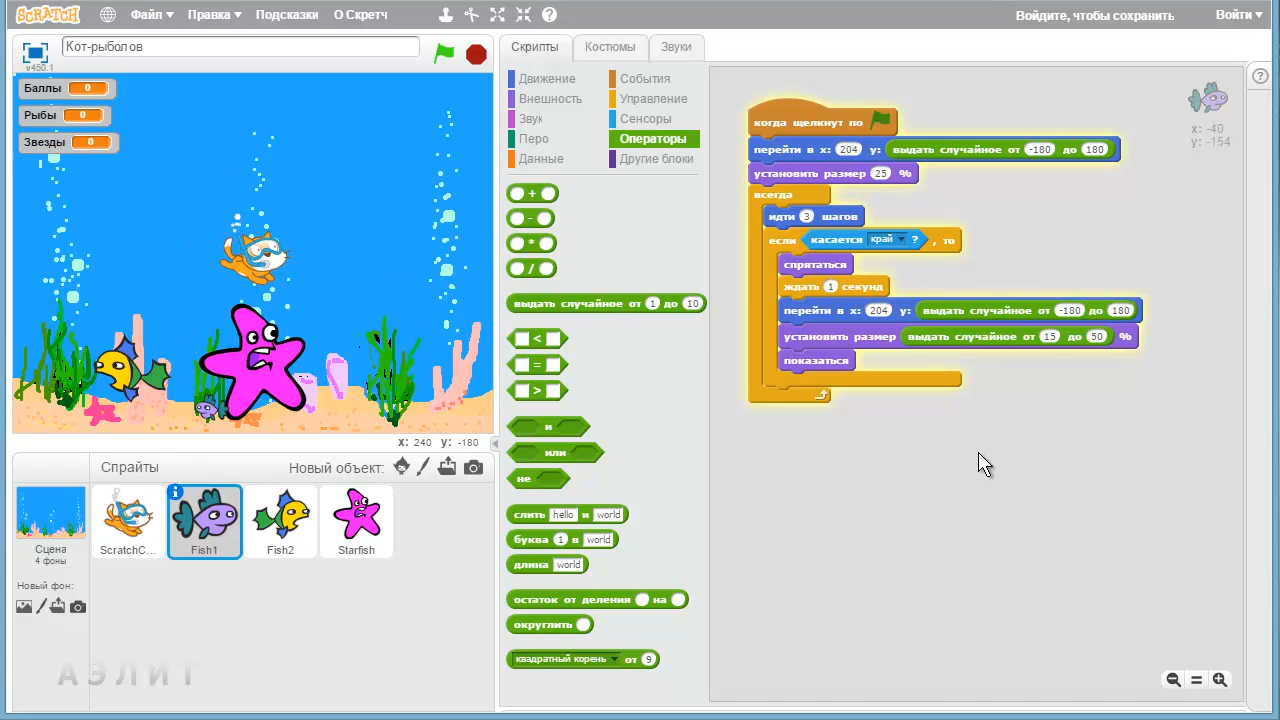 SCRATCH Файл Правка Подсказки О Скретч Войдите, чтобы сохранить Войти
v450.1 Кот-рыболов
Баллы 0
Рыбы 0
Звезды 0
x: 240 y: -180
Спрайты Новый объект:
Сцена
4 фоны
Новый фон:
ScratchC... Fish1 Fish2 Starfish
АЭЛИТ
Скрипты Костюмы Звуки
Движение События
Внешность Управление
Звук Сенсоры
Перо Операторы
Данные Другие блоки
+
-
*
/
выдать случайное от 1 до 10
<
=
>
и
или
не
слить hello и world
буква 1 в world
длина world
остаток от деления на
округлить
квадратный корень от 9
когда щелкнут по
перейти в x: 204 y: выдать случайное от -180 до 180
установить размер 25 %
всегда
идти 3 шагов
если касается край ? , то
спрятаться
ждать 1 секунд
перейти в x: 204 y: выдать случайное от -180 до 180
установить размер выдать случайное от 15 до 50 %
показаться
x: -40
y: -154